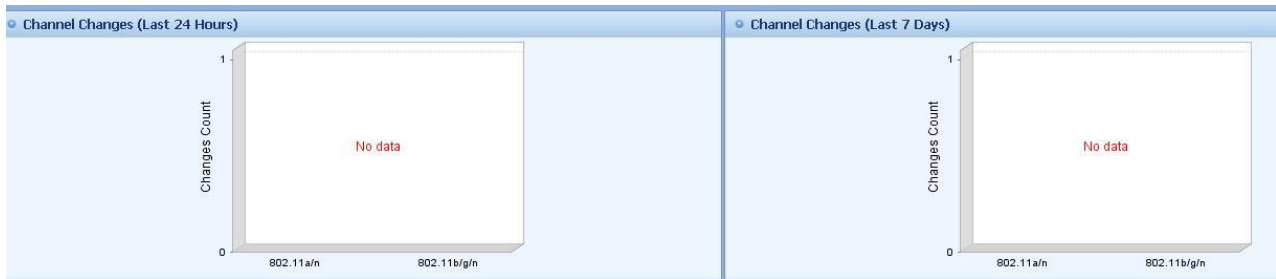 Channel Changes (Last 24 Hours)
1
Changes Count
No data
0
802.11a/n 802.11b/g/n
Channel Changes (Last 7 Days)
1
Changes Count
No data
0
802.11a/n 802.11b/g/n